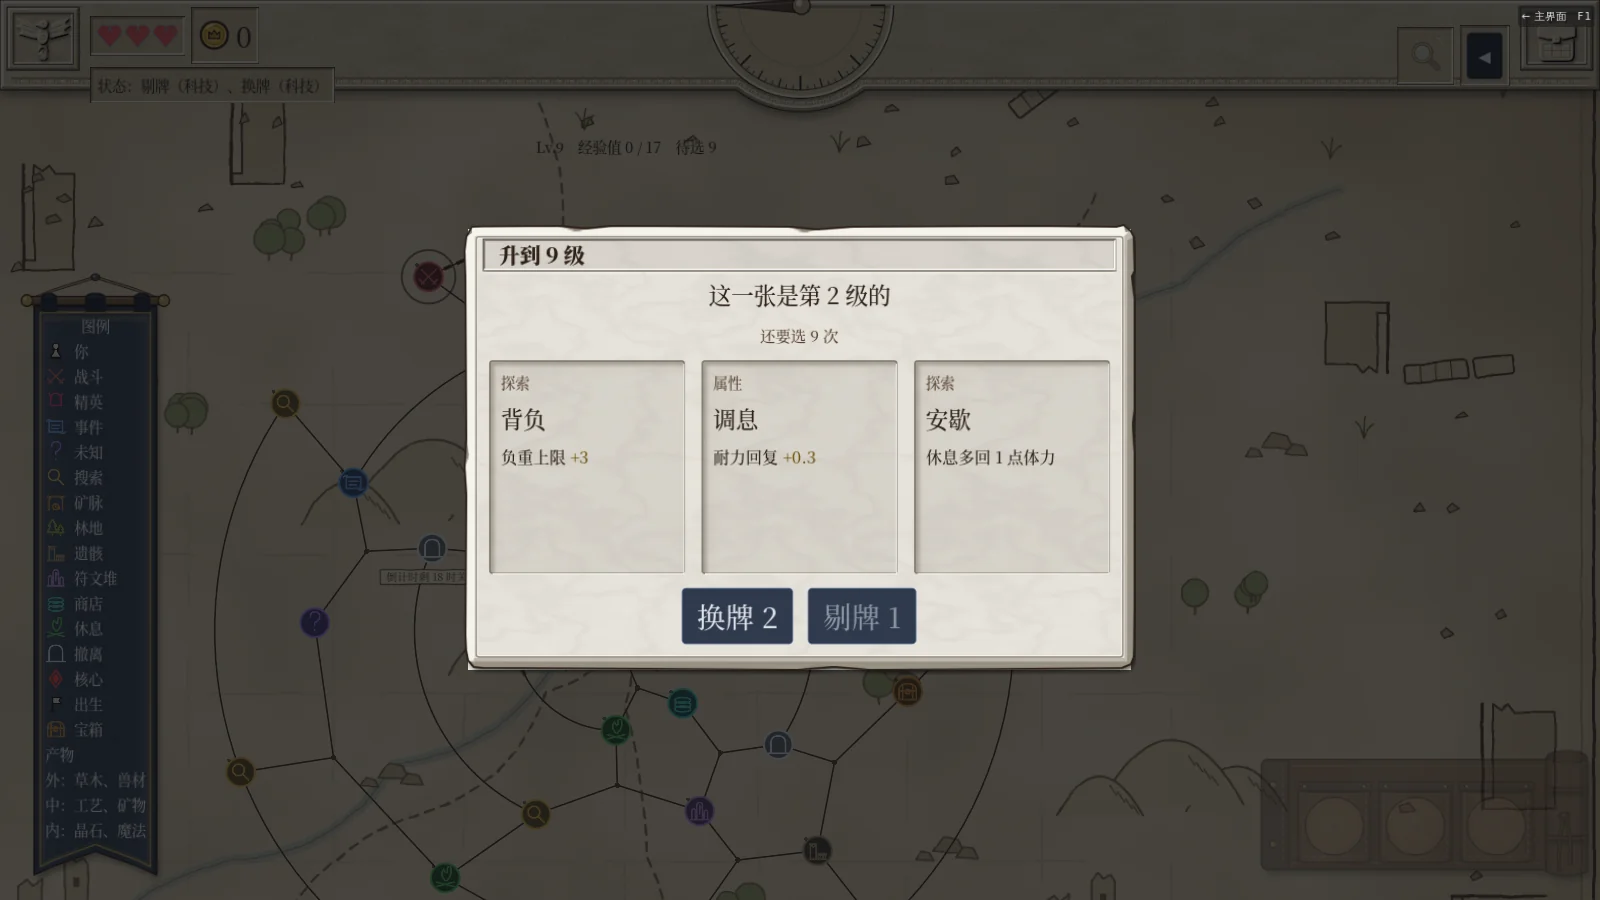 ← 主界面 F1
0
状态：剔牌（科技）、换牌（科技）
Lv.9 经验值 0 / 17 待选 9
升到 9 级
这一张是第 2 级的
还要选 9 次
探索
背负
负重上限 +3
属性
调息
耐力回复 +0.3
探索
安歇
休息多回 1 点体力
换牌 2
剔牌 1
图例
你
战斗
精英
事件
未知
搜索
矿脉
林地
遗骸
符文堆
商店
休息
撤离
核心
出生
宝箱
产物
外：草木、兽材
中：工艺、矿物
内：晶石、魔法
倒计时剩 18 时